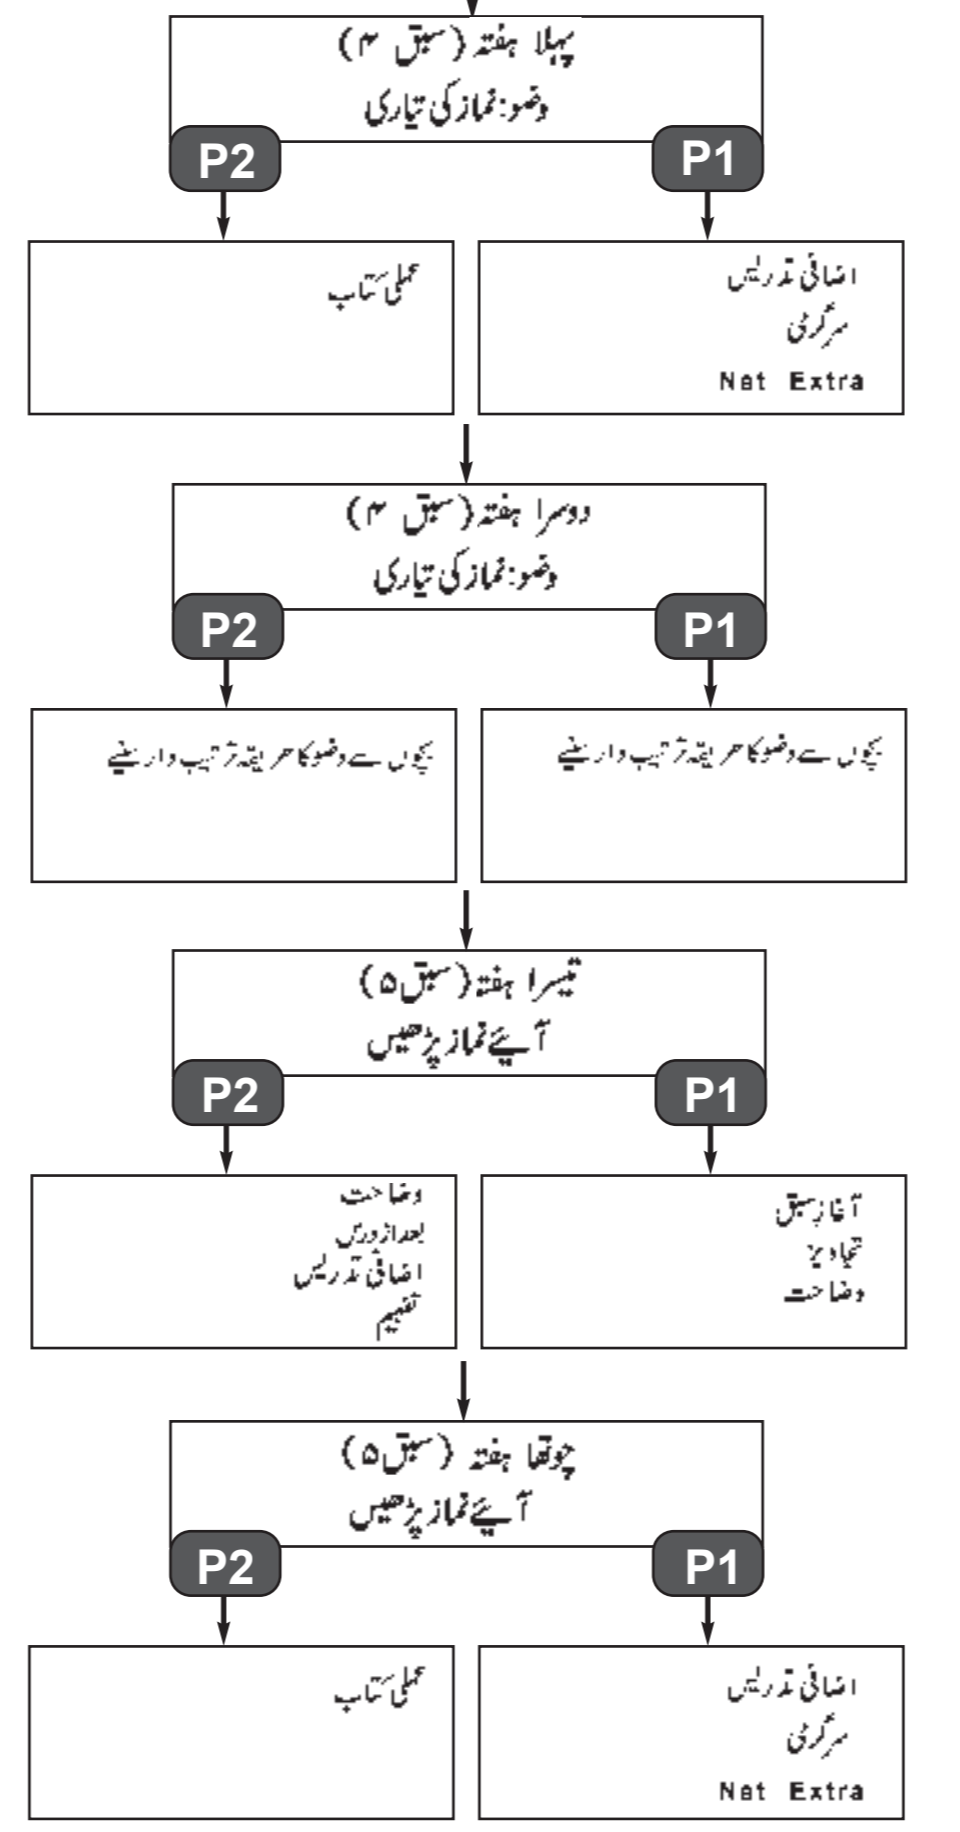 پہلا ہفتہ (سبق ۴)
وضو: نماز کی تیاری
P1
P2
اضافی تدریس
سرگرمی
Net Extra
عملی کتاب
دوسرا ہفتہ (سبق ۴)
وضو: نماز کی تیاری
P1
P2
بچوں سے وضو کا طریقہ ترتیب وار سنیے
بچوں سے وضو کا طریقہ ترتیب وار سنیے
تیسرا ہفتہ (سبق ۵)
آیئے نماز پڑھیں
P1
P2
آغازِ سبق
تجاویز
وضاحت
وضاحت
بعد از درس
اضافی تدریس
تفہیم
چوتھا ہفتہ (سبق ۵)
آیئے نماز پڑھیں
P1
P2
اضافی تدریس
سرگرمی
Net Extra
عملی کتاب